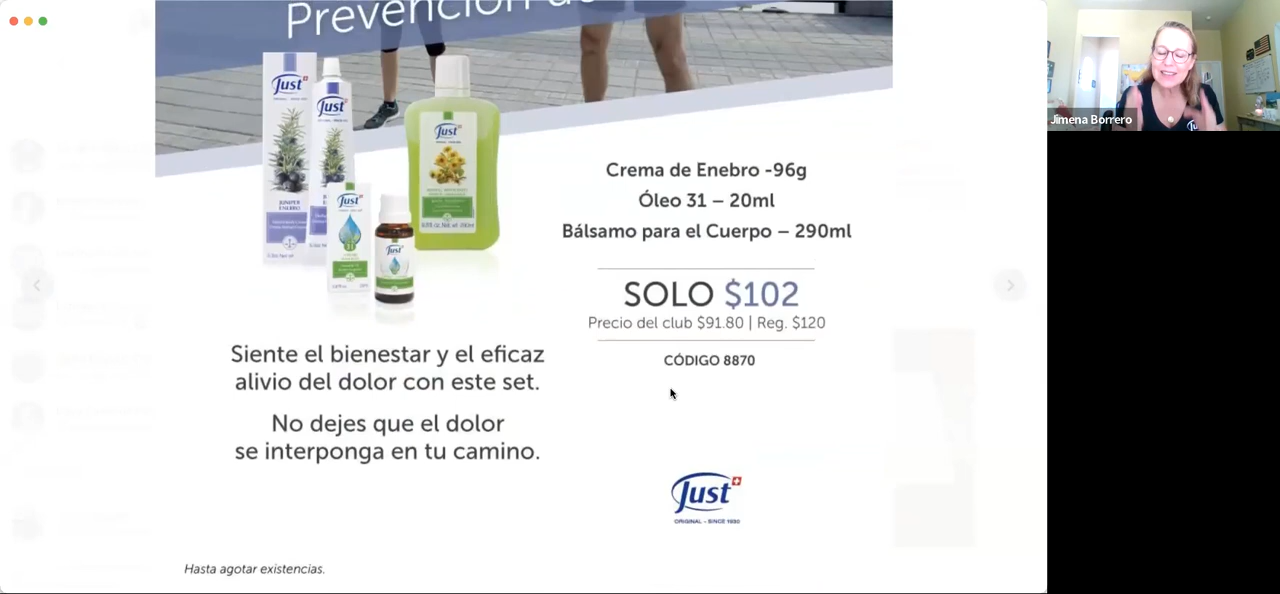 Prevención
Just
Just
Just
Just
Just
JUNIPER
ENEBRO
Crema de Enebro -96g
Óleo 31 – 20ml
Bálsamo para el Cuerpo – 290ml
SOLO $102
Precio del club $91.80 | Reg. $120
CÓDIGO 8870
Siente el bienestar y el eficaz
alivio del dolor con este set.
No dejes que el dolor
se interponga en tu camino.
Just
ORIGINAL - SINCE 1930
Hasta agotar existencias.
Jimena Borrero